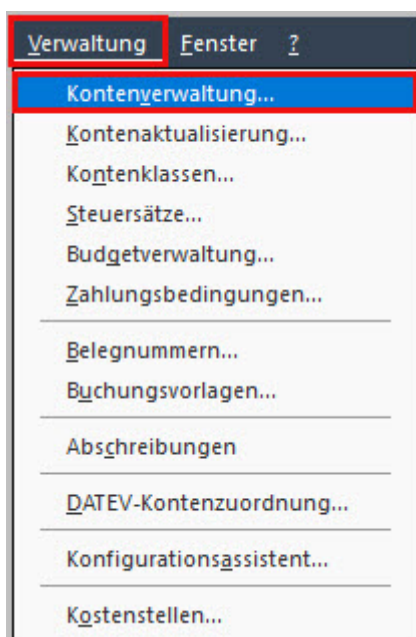 Verwaltung Fenster ?
Kontenverwaltung...
Kontenaktualisierung...
Kontenklassen...
Steuersätze...
Budgetverwaltung...
Zahlungsbedingungen...
Belegnummern...
Buchungsvorlagen...
Abschreibungen
DATEV-Kontenzuordnung...
Konfigurationsassistent...
Kostenstellen...